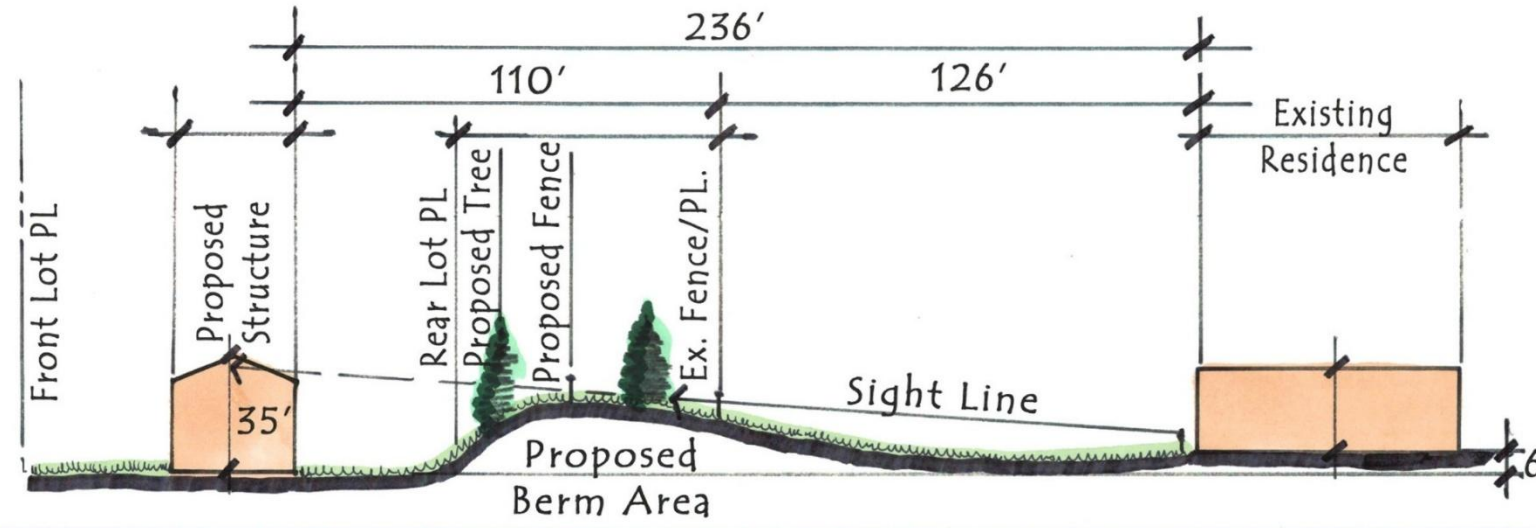 236'
110'
126'
Existing
Residence
Front Lot PL
Proposed
Structure
Rear Lot PL
Proposed Tree
Proposed Fence
Ex. Fence/PL.
Sight Line
35'
Proposed
Berm Area
6